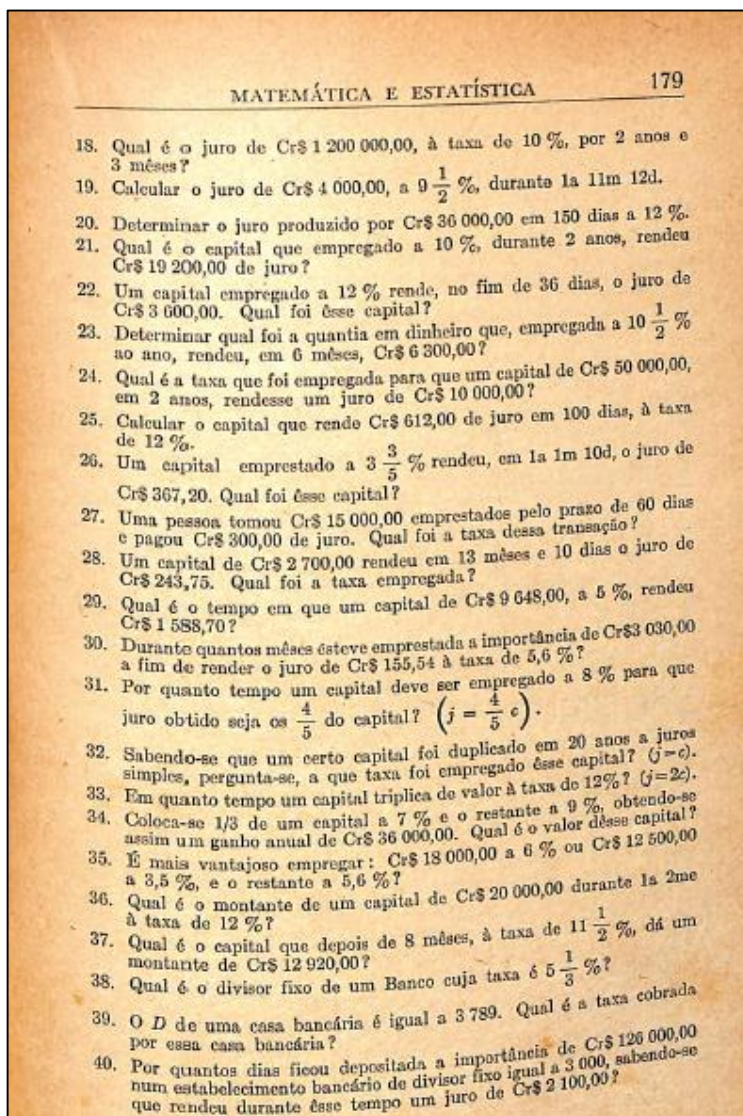 MATEMÁTICA E ESTATÍSTICA 179
18. Qual é o juro de Cr$ 1 200 000,00, à taxa de 10 %, por 2 anos e
3 mêses?
19. Calcular o juro de Cr$ 4 000,00, a 9 1/2 %, durante 1a 11m 12d.
20. Determinar o juro produzido por Cr$ 36 000,00 em 150 dias a 12 %.
21. Qual é o capital que empregado a 10 %, durante 2 anos, rendeu
Cr$ 19 200,00 de juro?
22. Um capital empregado a 12 % rende, no fim de 36 dias, o juro de
Cr$ 3 600,00. Qual foi êsse capital?
23. Determinar qual foi a quantia em dinheiro que, empregada a 10 1/2 %
ao ano, rendeu, em 6 mêses, Cr$ 6 300,00?
24. Qual é a taxa que foi empregada para que um capital de Cr$ 50 000,00,
em 2 anos, rendesse um juro de Cr$ 10 000,00?
25. Calcular o capital que rende Cr$ 612,00 de juro em 100 dias, à taxa
de 12 %.
26. Um capital emprestado a 3 3/5 % rendeu, em 1a 1m 10d, o juro de
Cr$ 367,20. Qual foi êsse capital?
27. Uma pessoa tomou Cr$ 15 000,00 emprestados pelo prazo de 60 dias
e pagou Cr$ 300,00 de juro. Qual foi a taxa dessa transação?
28. Um capital de Cr$ 2 700,00 rendeu em 13 mêses e 10 dias o juro de
Cr$ 243,75. Qual foi a taxa empregada?
29. Qual é o tempo em que um capital de Cr$ 9 648,00, a 5 %, rendeu
Cr$ 1 588,70?
30. Durante quantos mêses esteve emprestada a importância de Cr$3 030,00
a fim de render o juro de Cr$ 155,54 à taxa de 5,6 %?
31. Por quanto tempo um capital deve ser empregado a 8 % para que
juro obtido seja os 4/5 do capital? (j = 4/5 c).
32. Sabendo-se que um certo capital foi duplicado em 20 anos a juros
simples, pergunta-se, a que taxa foi empregado êsse capital? (j=c).
33. Em quanto tempo um capital triplica de valor à taxa de 12%? (j=2c).
34. Coloca-se 1/3 de um capital a 7 % e o restante a 9 %, obtendo-se
assim um ganho anual de Cr$ 36 000,00. Qual é o valor dêsse capital?
35. É mais vantajoso empregar: Cr$ 18 000,00 a 6 % ou Cr$ 12 500,00
a 3,5 %, e o restante a 5,6 %?
36. Qual é o montante de um capital de Cr$ 20 000,00 durante 1a 2me
à taxa de 12 %?
37. Qual é o capital que depois de 8 mêses, à taxa de 11 1/2 %, dá um
montante de Cr$ 12 920,00?
38. Qual é o divisor fixo de um Banco cuja taxa é 5 1/3 %?
39. O D de uma casa bancária é igual a 3 789. Qual é a taxa cobrada
por essa casa bancária?
40. Por quantos dias ficou depositada a importância de Cr$ 126 000,00
num estabelecimento bancário de divisor fixo igual a 3 000, sabendo-se
que rendeu durante êsse tempo um juro de Cr$ 2 100,00?